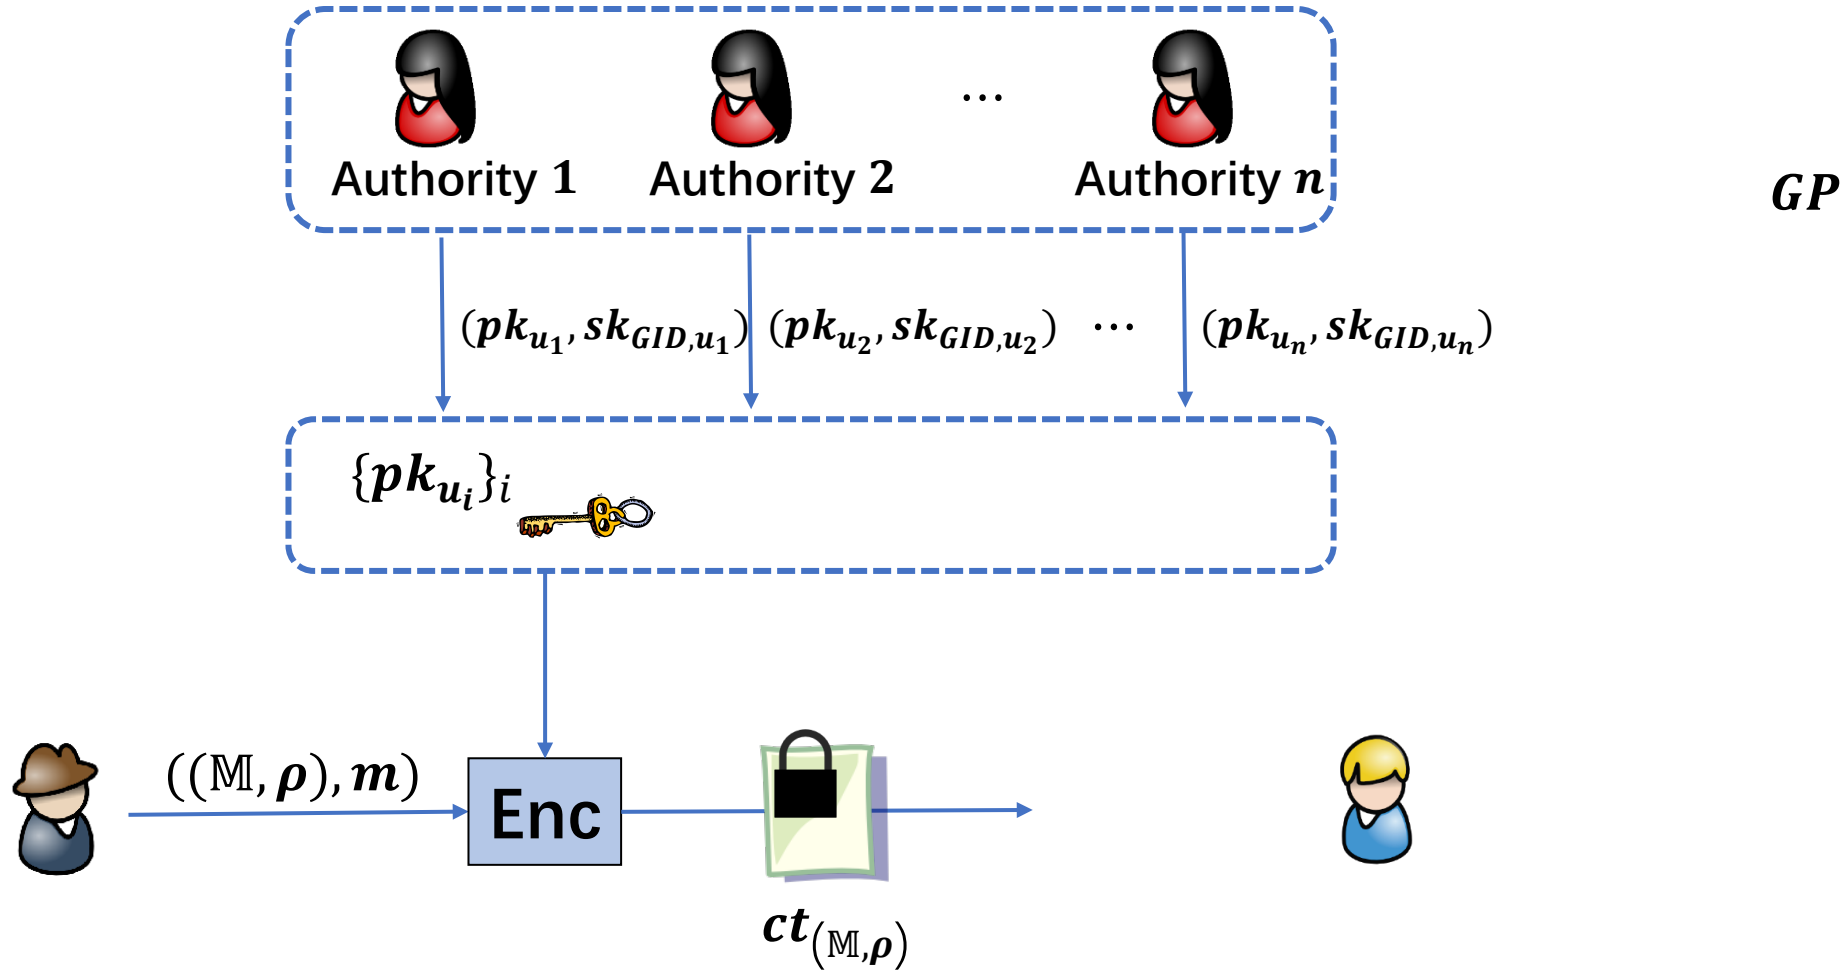 ...
Authority 1 Authority 2 Authority n
GP
(pk_{u_1}, sk_{GID,u_1}) (pk_{u_2}, sk_{GID,u_2}) ... (pk_{u_n}, sk_{GID,u_n})
{pk_{u_i}}_i
((𝕄, ρ), m)
Enc
ct_{(𝕄,ρ)}